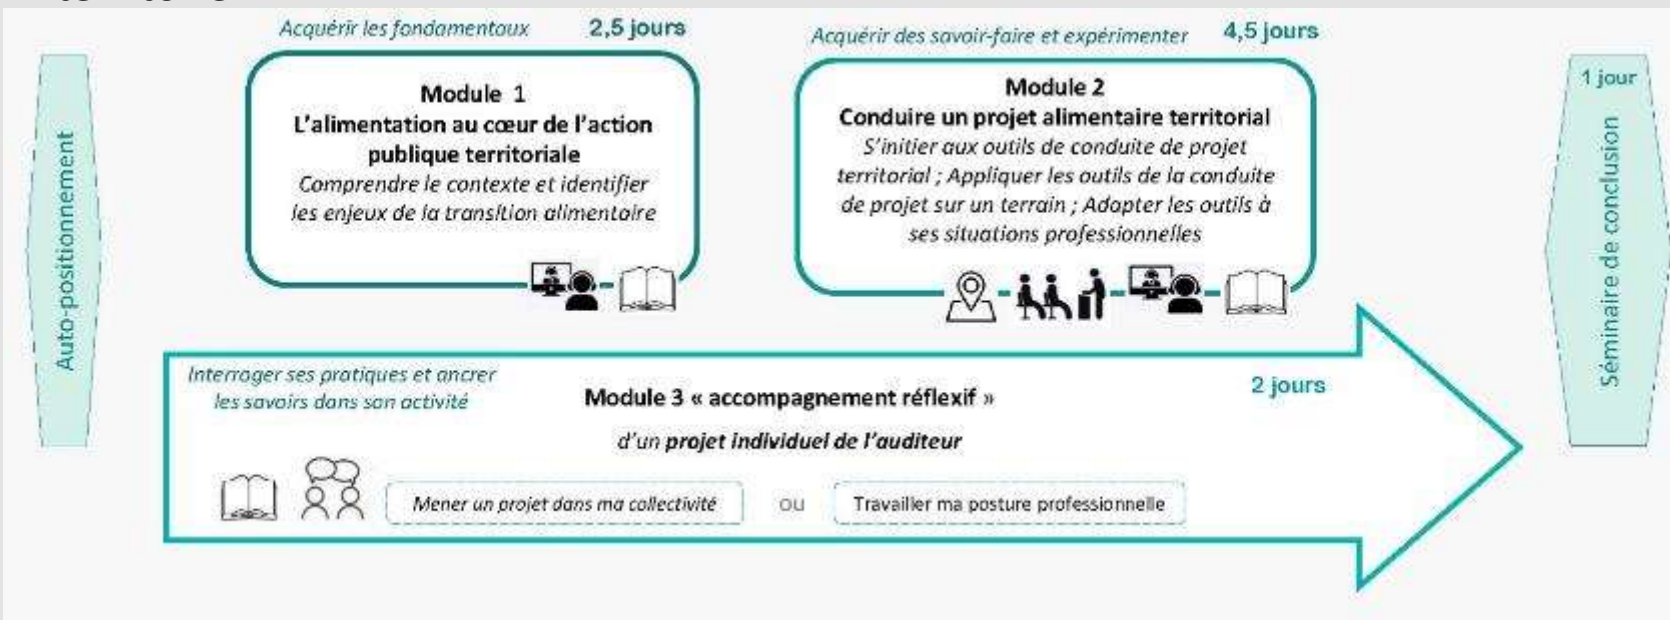 Auto-positionnement
Acquérir les fondamentaux
2,5 jours
Module 1
L'alimentation au cœur de l'action
publique territoriale
Comprendre le contexte et identifier
les enjeux de la transition alimentaire
Acquérir des savoir-faire et expérimenter
4,5 jours
Module 2
Conduire un projet alimentaire territorial
S'initier aux outils de conduite de projet
territorial ; Appliquer les outils de la conduite
de projet sur un terrain ; Adapter les outils à
ses situations professionnelles
Interroger ses pratiques et ancrer
les savoirs dans son activité
Module 3 « accompagnement réflexif »
2 jours
d'un projet individuel de l'auditeur
Mener un projet dans ma collectivité
ou
Travailler ma posture professionnelle
1 jour
Séminaire de conclusion